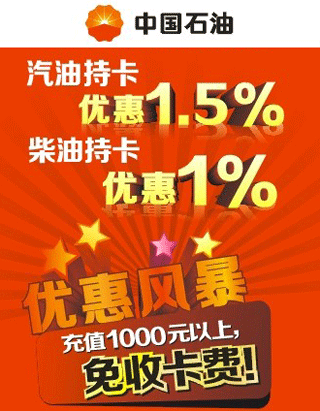 中国石油
汽油持卡
优惠1.5%
柴油持卡
优惠1%
优惠风暴
充值1000元以上,
免收卡费!